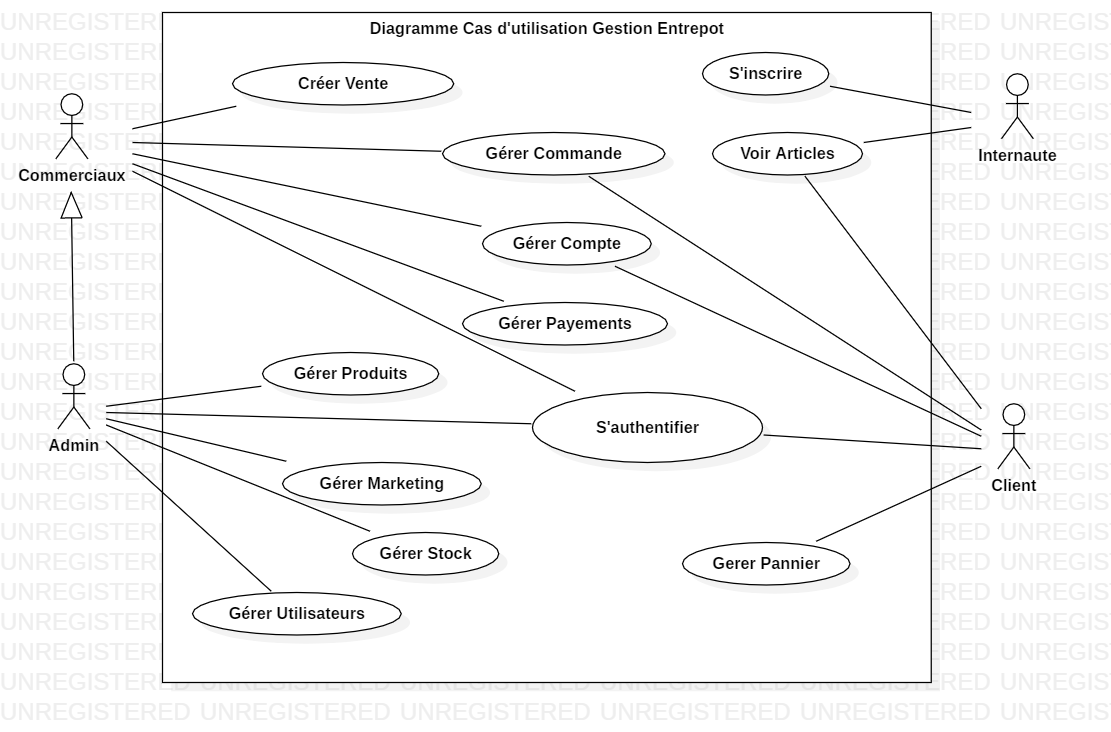 Diagramme Cas d'utilisation Gestion Entrepot
Créer Vente
S'inscrire
Gérer Commande
Voir Articles
Internaute
Commerciaux
Gérer Compte
Gérer Payements
Gérer Produits
S'authentifier
Admin
Gérer Marketing
Client
Gérer Stock
Gerer Pannier
Gérer Utilisateurs
UNREGISTERED UNREGISTERED UNREGISTERED UNREGISTERED UNREGISTERED UNREGIS